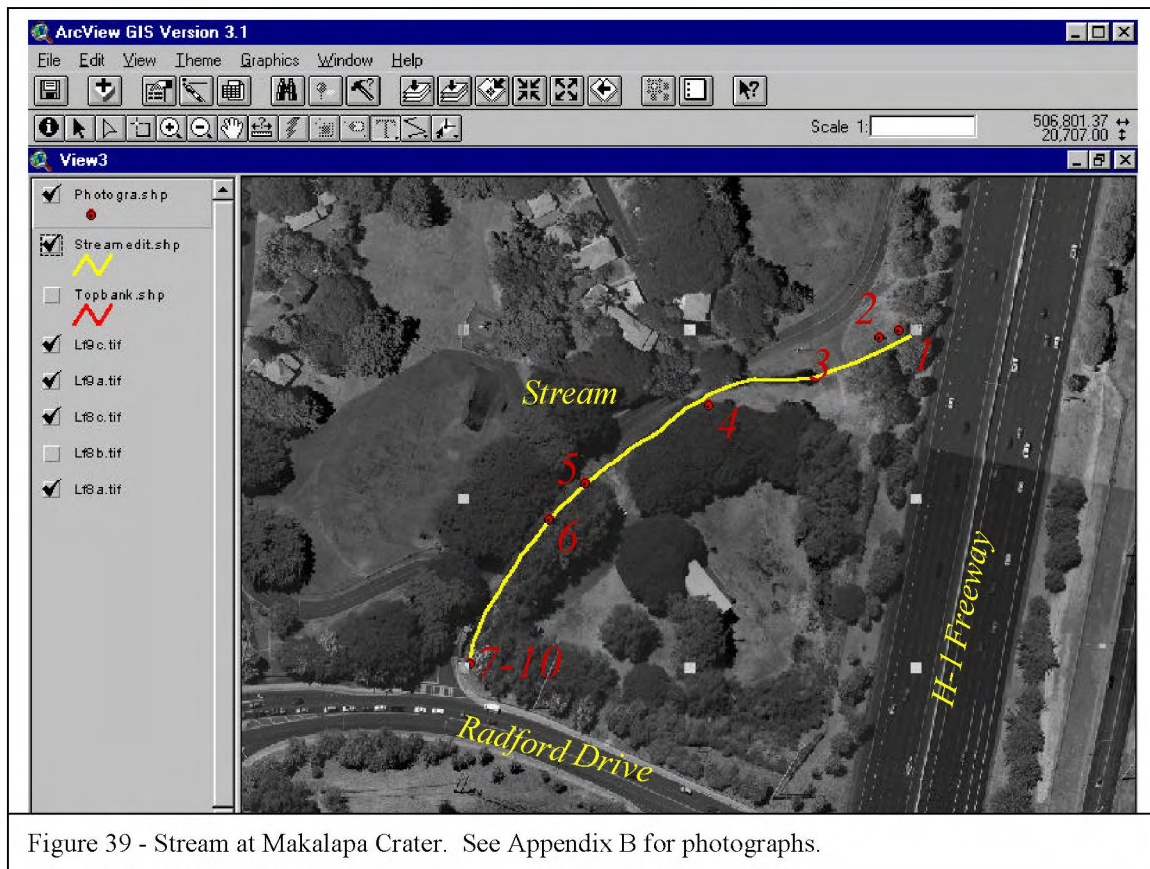 ArcView GIS Version 3.1
File Edit View Theme Graphics Window Help
Scale 1:
506,801.37
20,707.00
View3
Photogra.shp
Streamedit.shp
Topbank.shp
Lf9c.tif
Lf9a.tif
Lf8c.tif
Lf8b.tif
Lf8a.tif
2
1
3
Stream
4
5
6
7-10
H-1 Freeway
Radford Drive
Figure 39 - Stream at Makalapa Crater. See Appendix B for photographs.